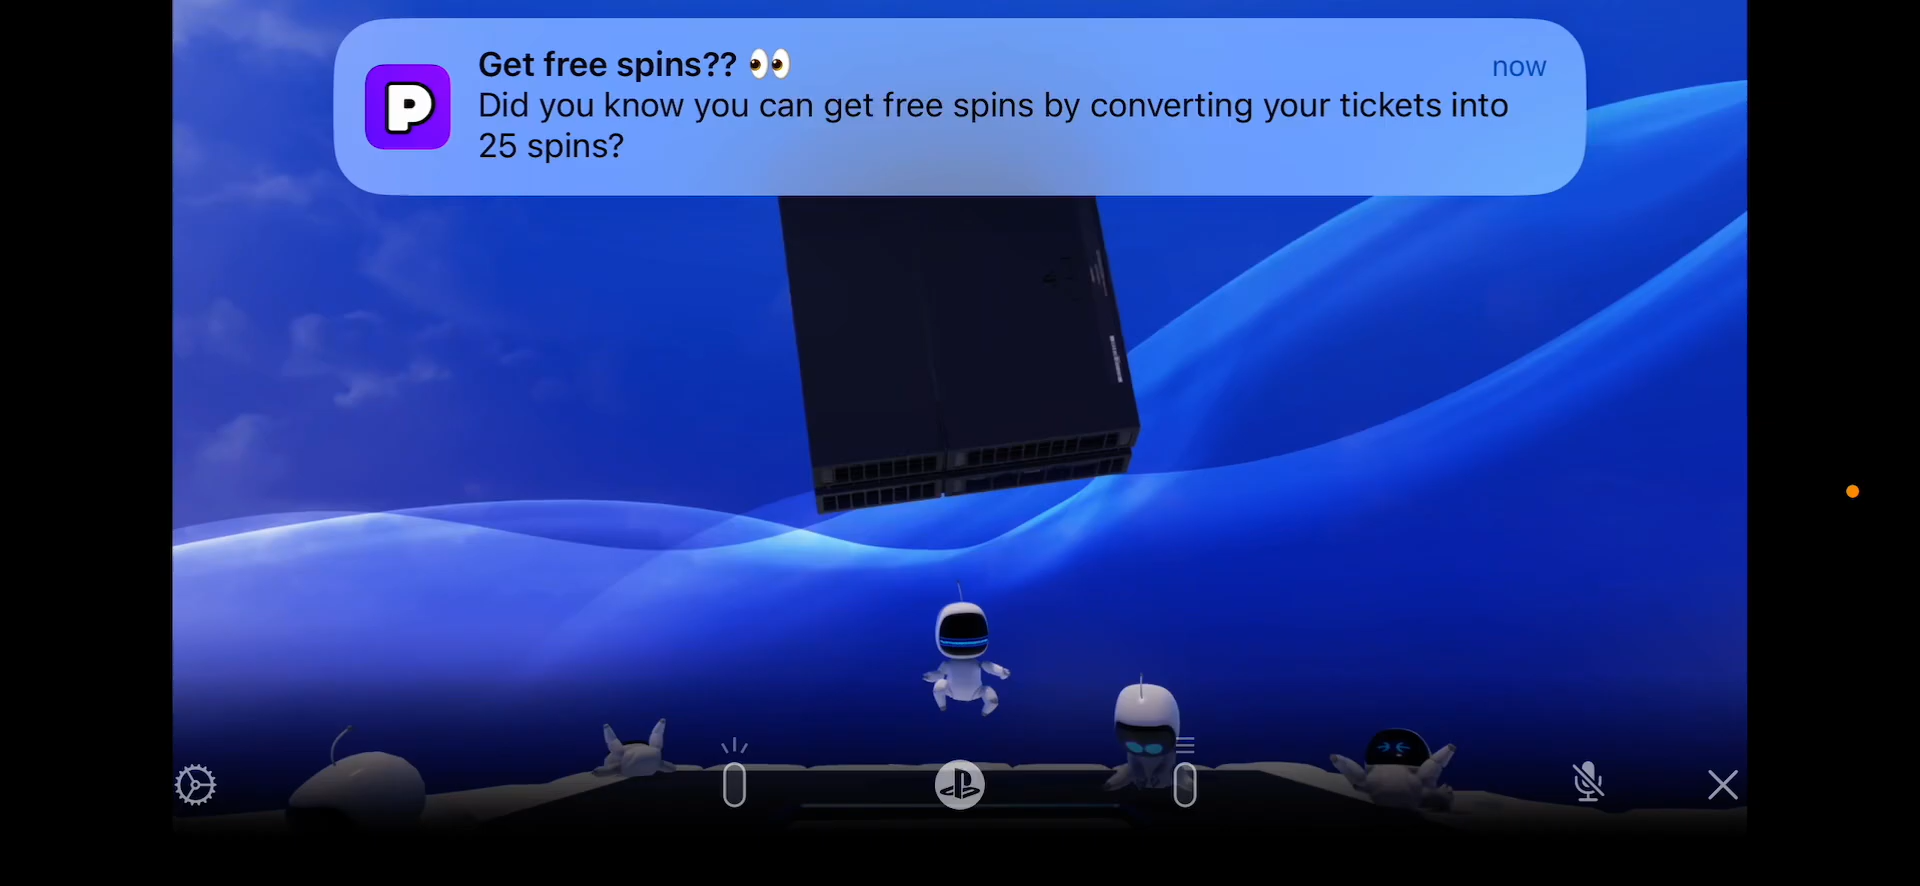 Get free spins?? 👀
now
Did you know you can get free spins by converting your tickets into
25 spins?